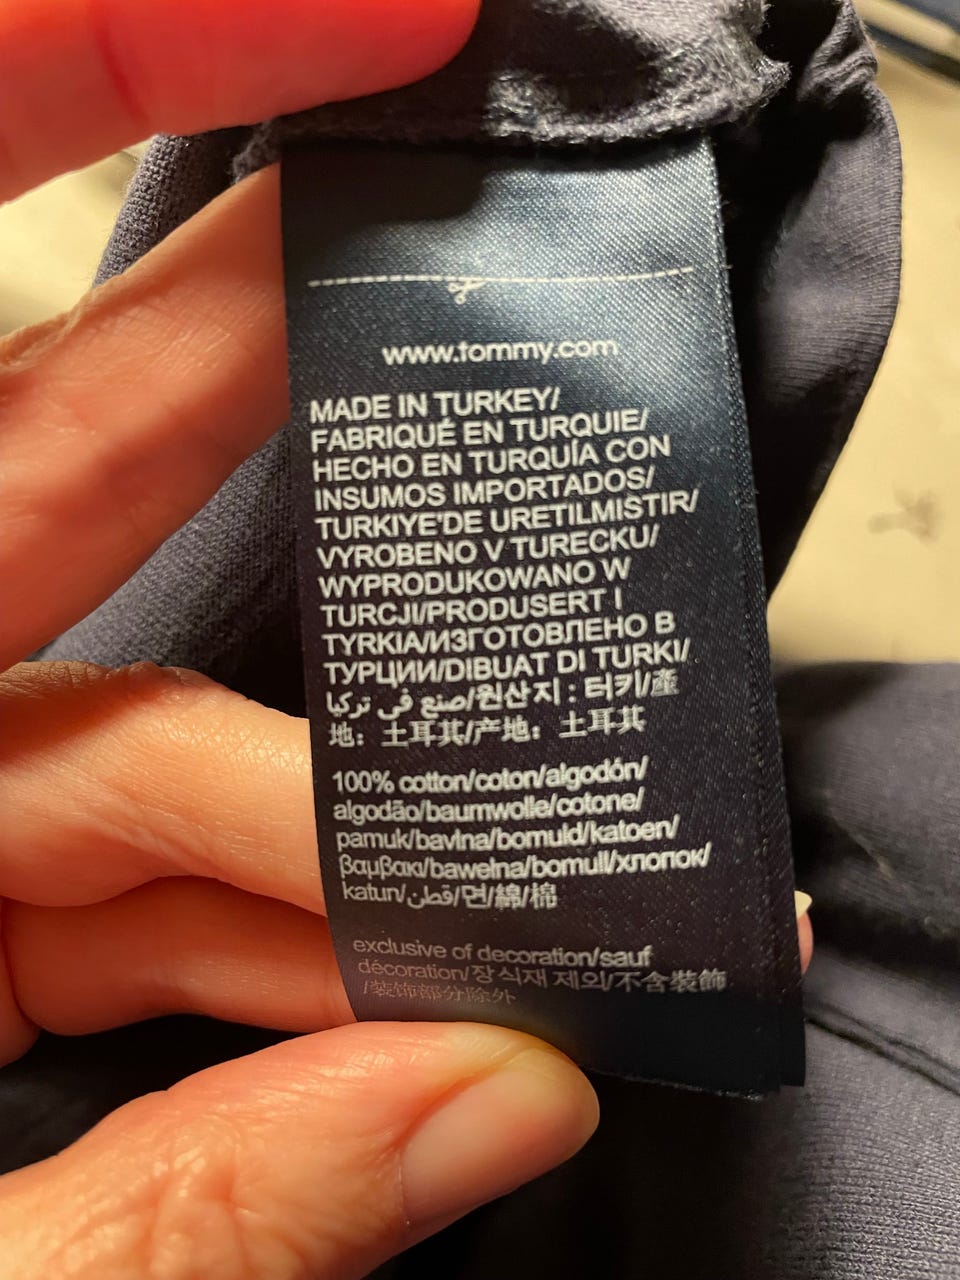 www.tommy.com
MADE IN TURKEY/
FABRIQUÉ EN TURQUIE/
HECHO EN TURQUÍA CON
INSUMOS IMPORTADOS/
TURKIYE'DE URETILMISTIR/
VYROBENO V TURECKU/
WYPRODUKOWANO W
TURCJI/PRODUSERT I
TYRKIA/ИЗГОТОВЛЕНО В
ТУРЦИИ/DIBUAT DI TURKI/
صنع في تركيا/원산지 : 터키/產
地：土耳其/产地：土耳其
100% cotton/coton/algodón/
algodão/baumwolle/cotone/
pamuk/bavlna/bomuld/katoen/
βαμβακι/bawełna/bomull/хлопок/
katun/قطن/면/綿/棉
exclusive of decoration/sauf
décoration/장식재 제외/不含裝飾
/装饰部分除外